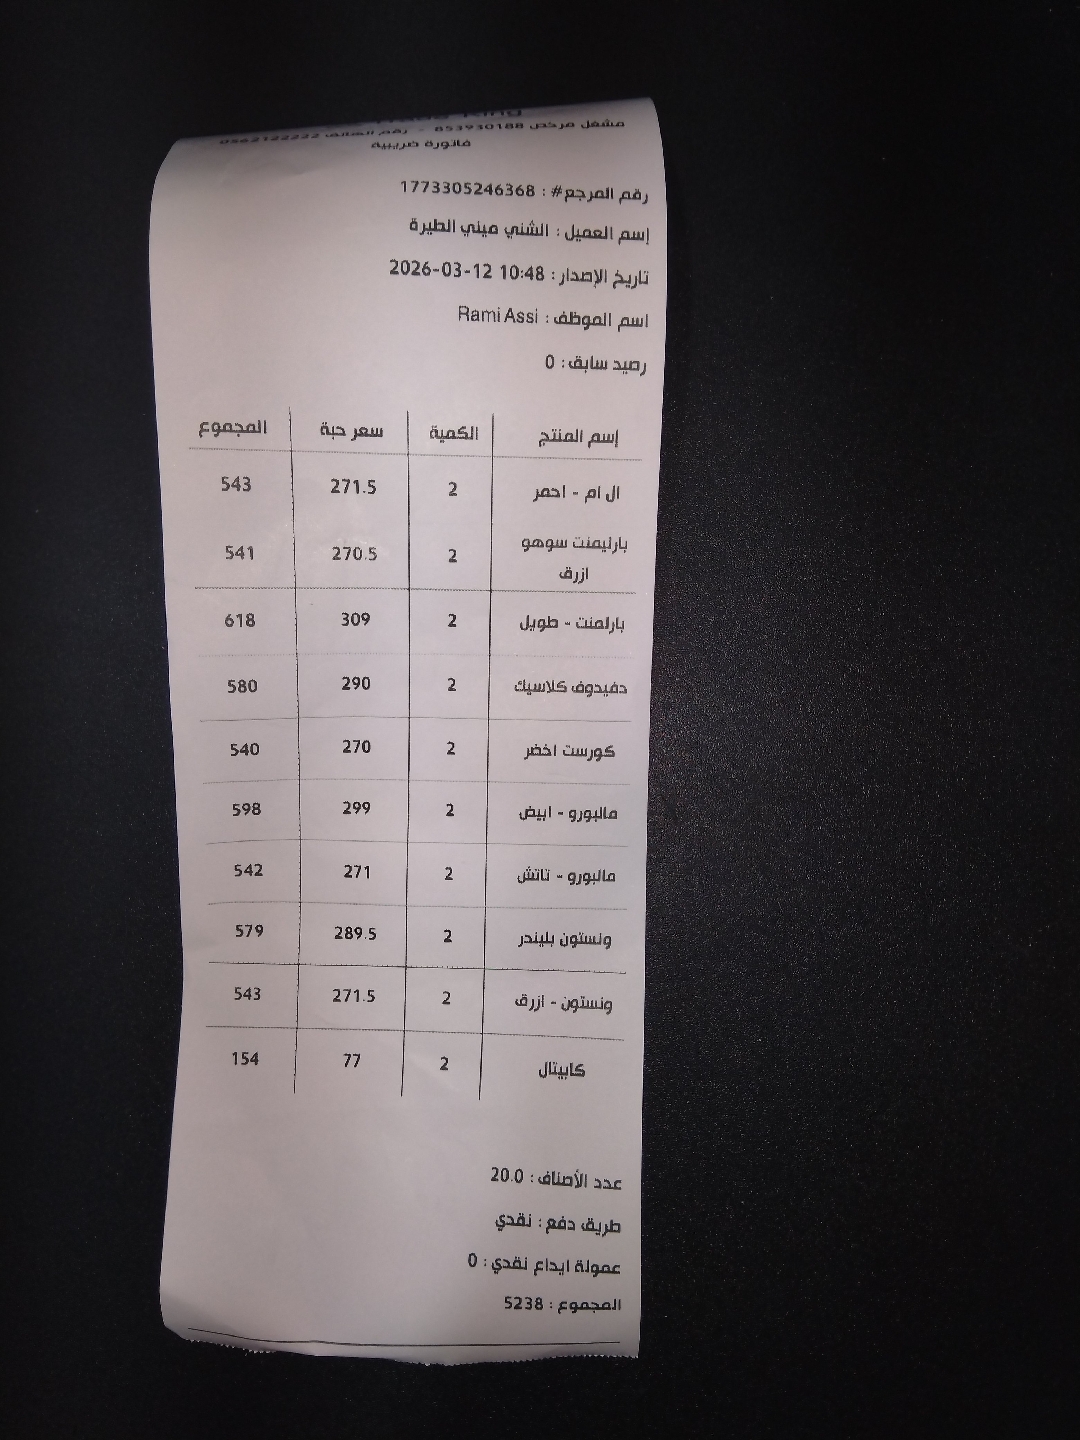 مشغل مرخص 853930188 - رقم الهاتف 0562122222
فاتورة ضريبية
رقم المرجع# : 1773305246368
إسم العميل : الشني ميني الطيرة
تاريخ الإصدار : 2026-03-12 10:48
اسم الموظف : Rami Assi
رصيد سابق : 0
إسم المنتج الكمية سعر حبة المجموع
ال ام - احمر 2 271.5 543
بارليمنت سوهو ازرق 2 270.5 541
بارلمنت - طويل 2 309 618
دفيدوف كلاسيك 2 290 580
كورست اخضر 2 270 540
مالبورو - ابيض 2 299 598
مالبورو - تاتش 2 271 542
ونستون بليندر 2 289.5 579
ونستون - ازرق 2 271.5 543
كابيتال 2 77 154
عدد الأصناف : 20.0
طريق دفع : نقدي
عمولة ايداع نقدي : 0
المجموع : 5238